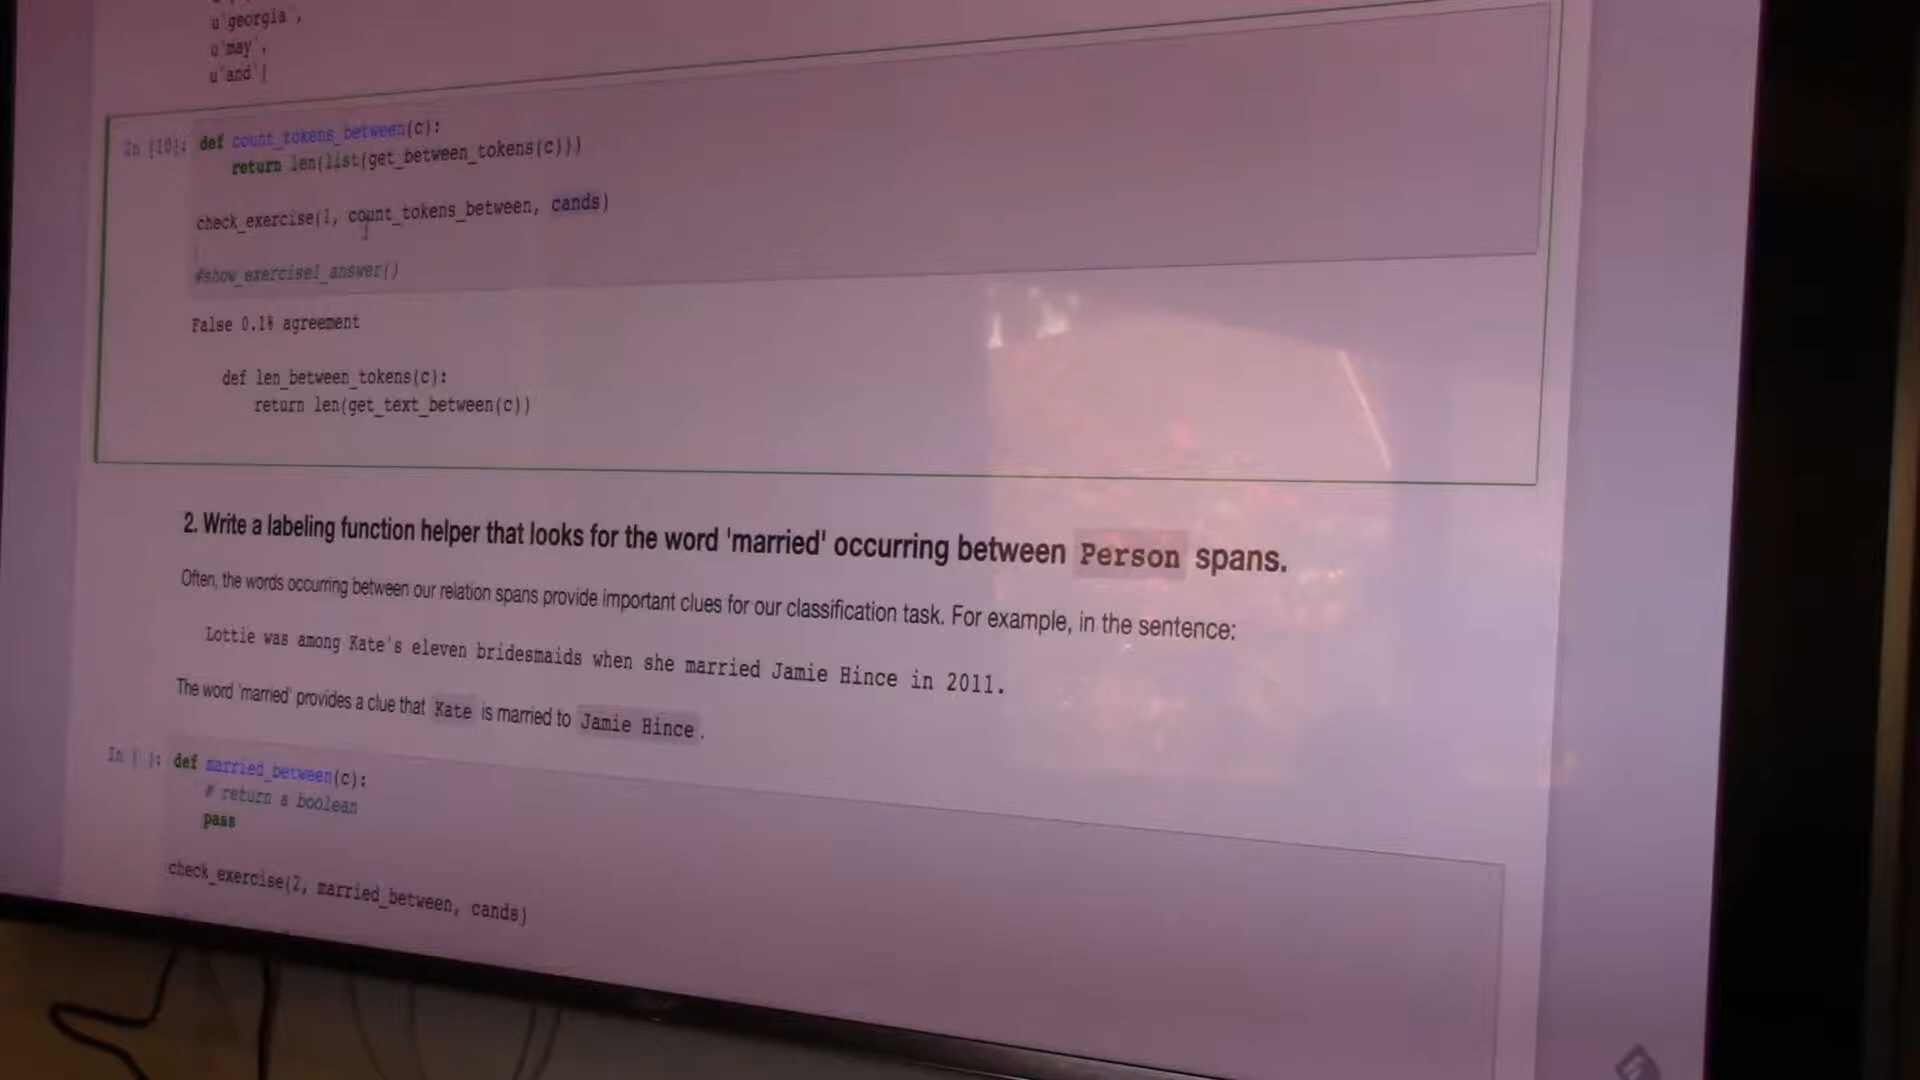 u'georgia',
u'may',
u'and']
In [10]: def count_tokens_between(c):
return len(list(get_between_tokens(c)))
check_exercise(1, count_tokens_between, cands)
#show_exercise1_answer()
False 0.1% agreement
def len_between_tokens(c):
return len(get_text_between(c))
2. Write a labeling function helper that looks for the word 'married' occurring between Person spans.
Often, the words occurring between our relation spans provide important clues for our classification task. For example, in the sentence:
Lottie was among Kate's eleven bridesmaids when she married Jamie Hince in 2011.
The word 'married' provides a clue that Kate is married to Jamie Hince.
In [ ]: def married_between(c):
# return a boolean
pass
check_exercise(2, married_between, cands)